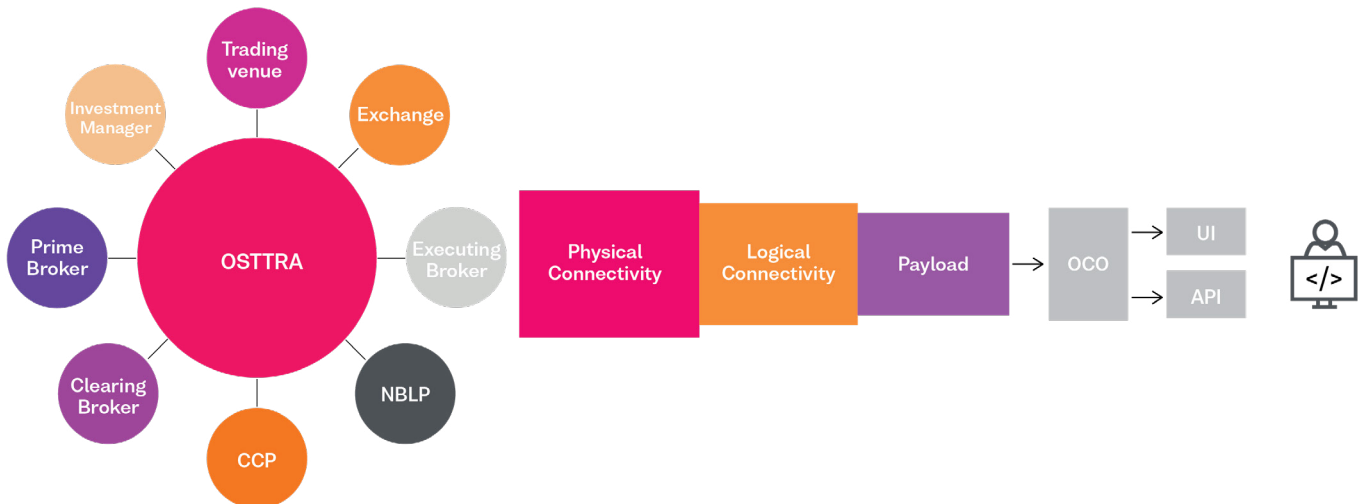 Trading
venue
Investment
Manager
Exchange
Prime
Broker
OSTTRA
Executing
Broker
Clearing
Broker
NBLP
CCP
Physical
Connectivity
Logical
Connectivity
Payload
OCO
UI
API
</>